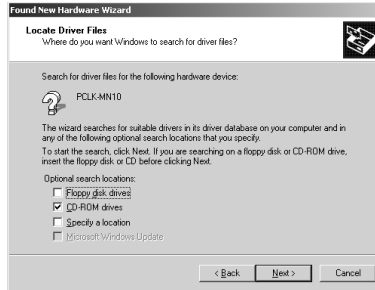 Found New Hardware Wizard
Locate Driver Files
Where do you want Windows to search for driver files?
Search for driver files for the following hardware device:
PCLK-MN10
The wizard searches for suitable drivers in its driver database on your computer and in
any of the following optional search locations that you specify.
To start the search, click Next. If you are searching on a floppy disk or CD-ROM drive,
insert the floppy disk or CD before clicking Next.
Optional search locations:
Floppy disk drives
CD-ROM drives
Specify a location
Microsoft Windows Update
< Back Next > Cancel